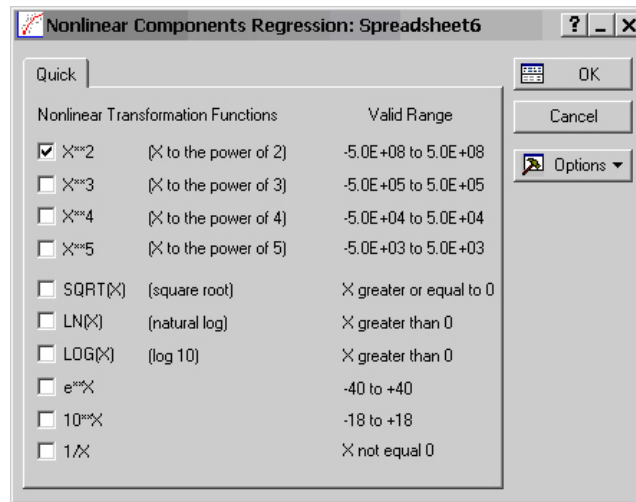 Nonlinear Components Regression: Spreadsheet6
Quick
OK
Cancel
Options
Nonlinear Transformation Functions Valid Range
X**2 (X to the power of 2) -5.0E+08 to 5.0E+08
X**3 (X to the power of 3) -5.0E+05 to 5.0E+05
X**4 (X to the power of 4) -5.0E+04 to 5.0E+04
X**5 (X to the power of 5) -5.0E+03 to 5.0E+03
SQRT(X) (square root) X greater or equal to 0
LN(X) (natural log) X greater than 0
LOG(X) (log 10) X greater than 0
e**X -40 to +40
10**X -18 to +18
1/X X not equal 0